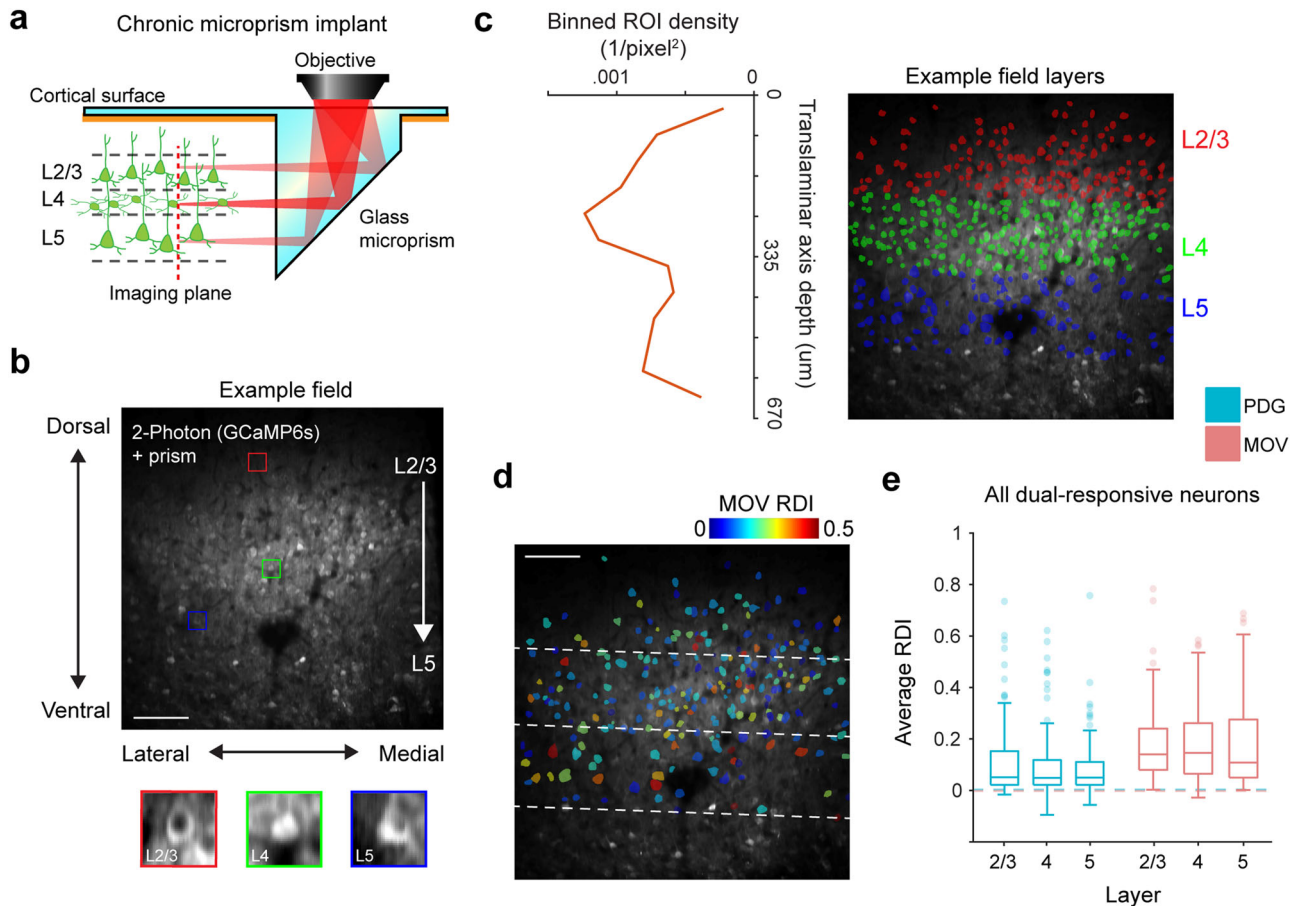 a
Chronic microprism implant
Objective
Cortical surface
L2/3
L4
L5
Glass
microprism
Imaging plane
b
Example field
Dorsal
Ventral
2-Photon (GCaMP6s)
+ prism
L2/3
L5
Lateral
Medial
L2/3
L4
L5
c
Binned ROI density
(1/pixel²)
.001
0
0
335
670
Translaminar axis depth (um)
Example field layers
L2/3
L4
L5
PDG
MOV
d
MOV RDI
0
0.5
e
All dual-responsive neurons
Average RDI
1
0.8
0.6
0.4
0.2
0
2/3
4
5
2/3
4
5
Layer